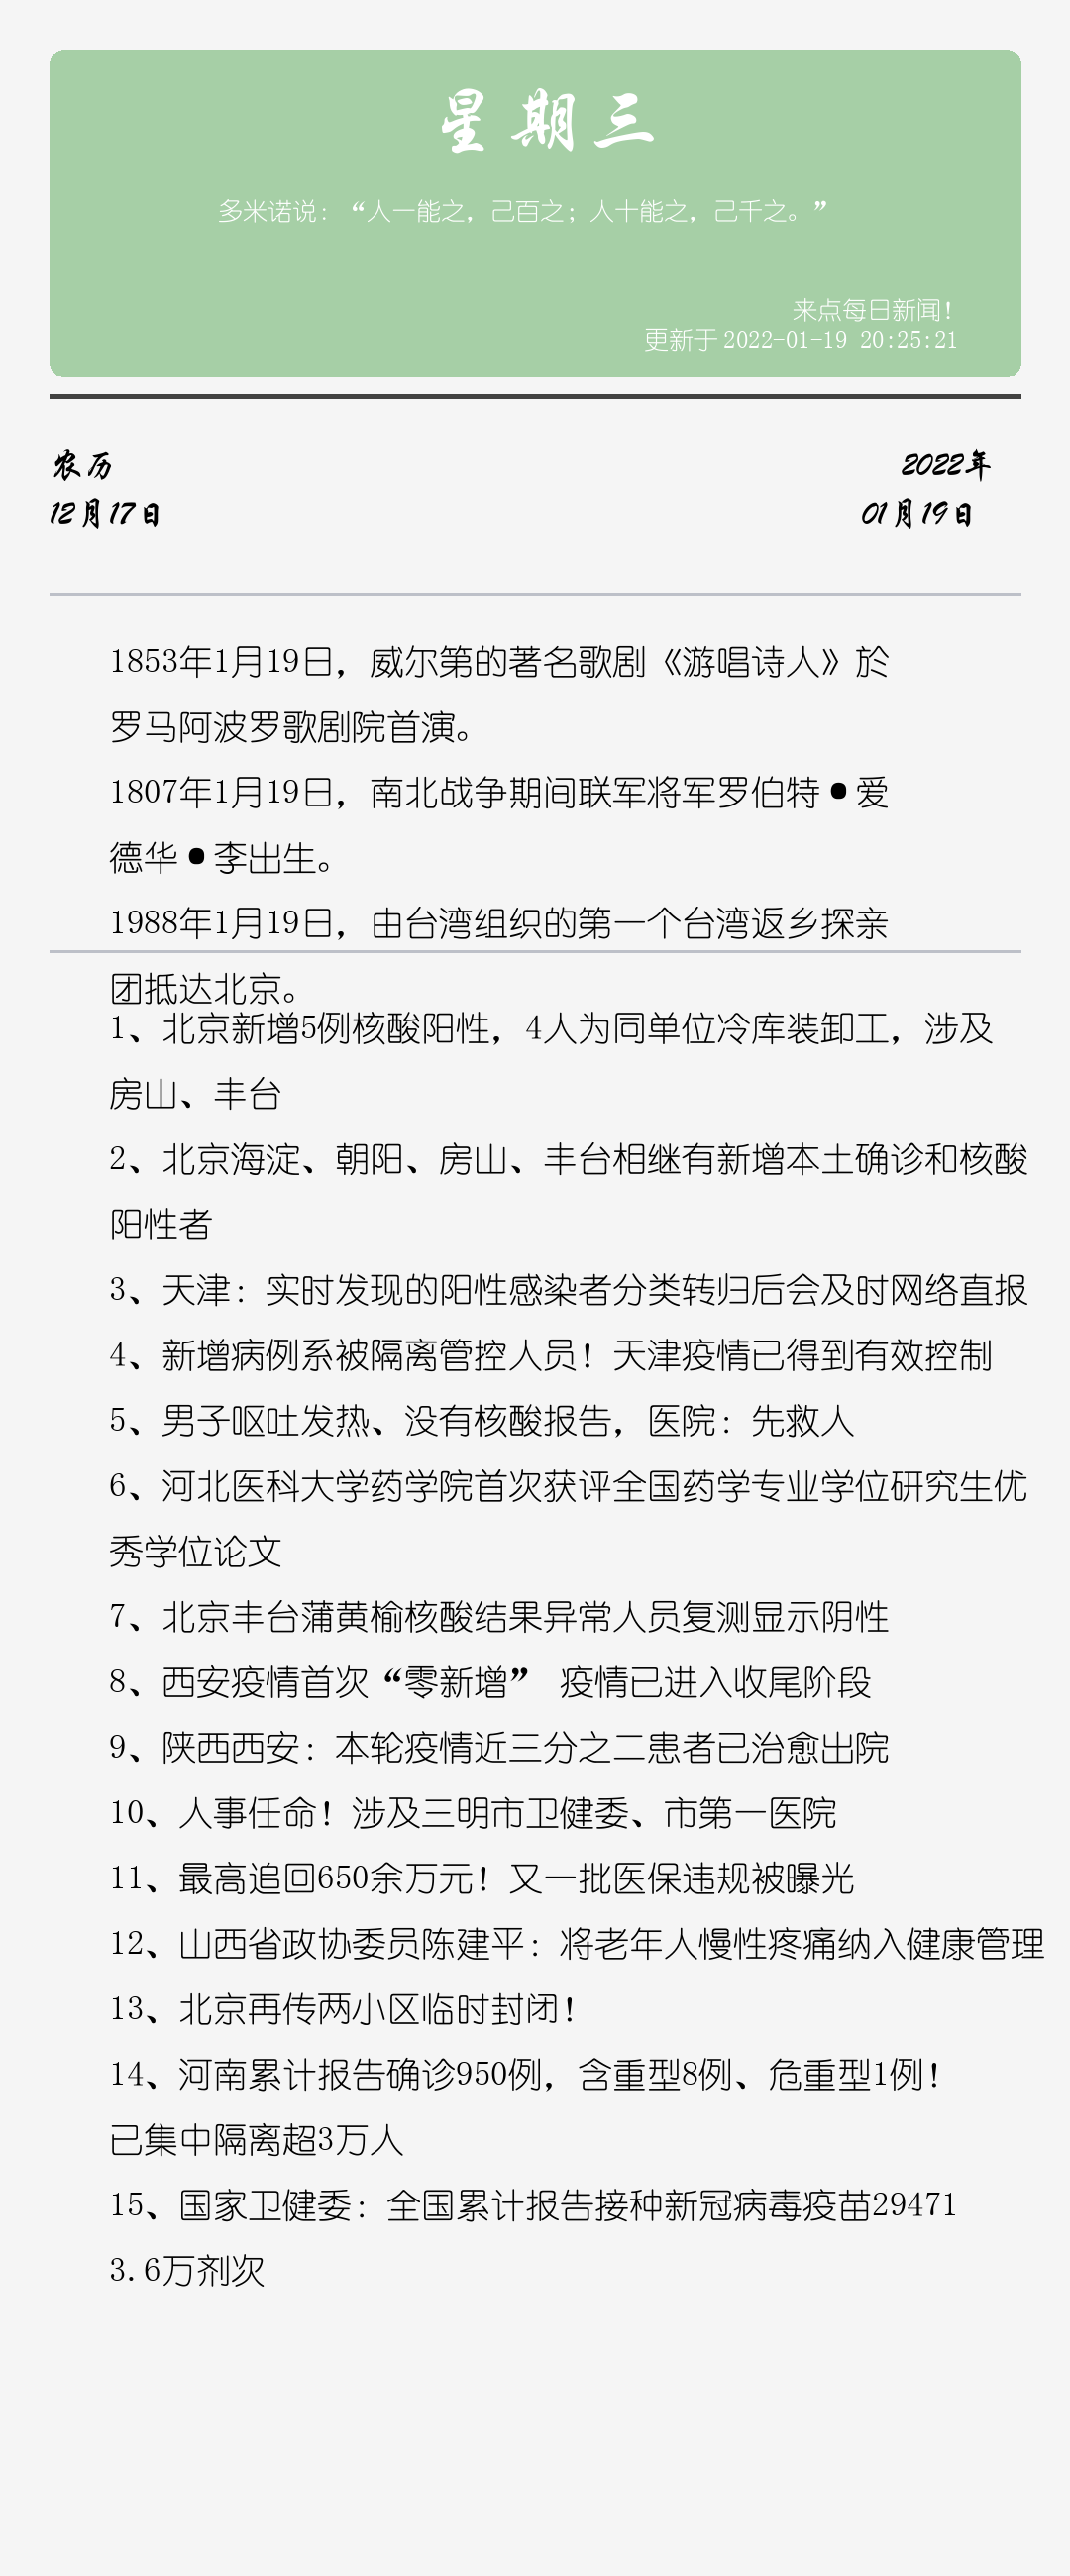 星期三
多米诺说：“人一能之，己百之；人十能之，己千之。”
来点每日新闻！
更新于 2022-01-19 20:25:21
农历
12月17日
2022年
01月19日
1853年1月19日，威尔第的著名歌剧《游唱诗人》於
罗马阿波罗歌剧院首演。
1807年1月19日，南北战争期间联军将军罗伯特•爱
德华•李出生。
1988年1月19日，由台湾组织的第一个台湾返乡探亲
团抵达北京。
1、北京新增5例核酸阳性，4人为同单位冷库装卸工，涉及
房山、丰台
2、北京海淀、朝阳、房山、丰台相继有新增本土确诊和核酸
阳性者
3、天津：实时发现的阳性感染者分类转归后会及时网络直报
4、新增病例系被隔离管控人员！天津疫情已得到有效控制
5、男子呕吐发热、没有核酸报告，医院：先救人
6、河北医科大学药学院首次获评全国药学专业学位研究生优
秀学位论文
7、北京丰台蒲黄榆核酸结果异常人员复测显示阴性
8、西安疫情首次“零新增” 疫情已进入收尾阶段
9、陕西西安：本轮疫情近三分之二患者已治愈出院
10、人事任命！涉及三明市卫健委、市第一医院
11、最高追回650余万元！又一批医保违规被曝光
12、山西省政协委员陈建平：将老年人慢性疼痛纳入健康管理
13、北京再传两小区临时封闭！
14、河南累计报告确诊950例，含重型8例、危重型1例！
已集中隔离超3万人
15、国家卫健委：全国累计报告接种新冠病毒疫苗29471
3.6万剂次